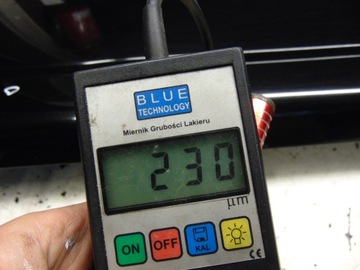 BLUE
TECHNOLOGY
Miernik Grubości Lakieru
230
µm
ON
OFF
KAL
CE